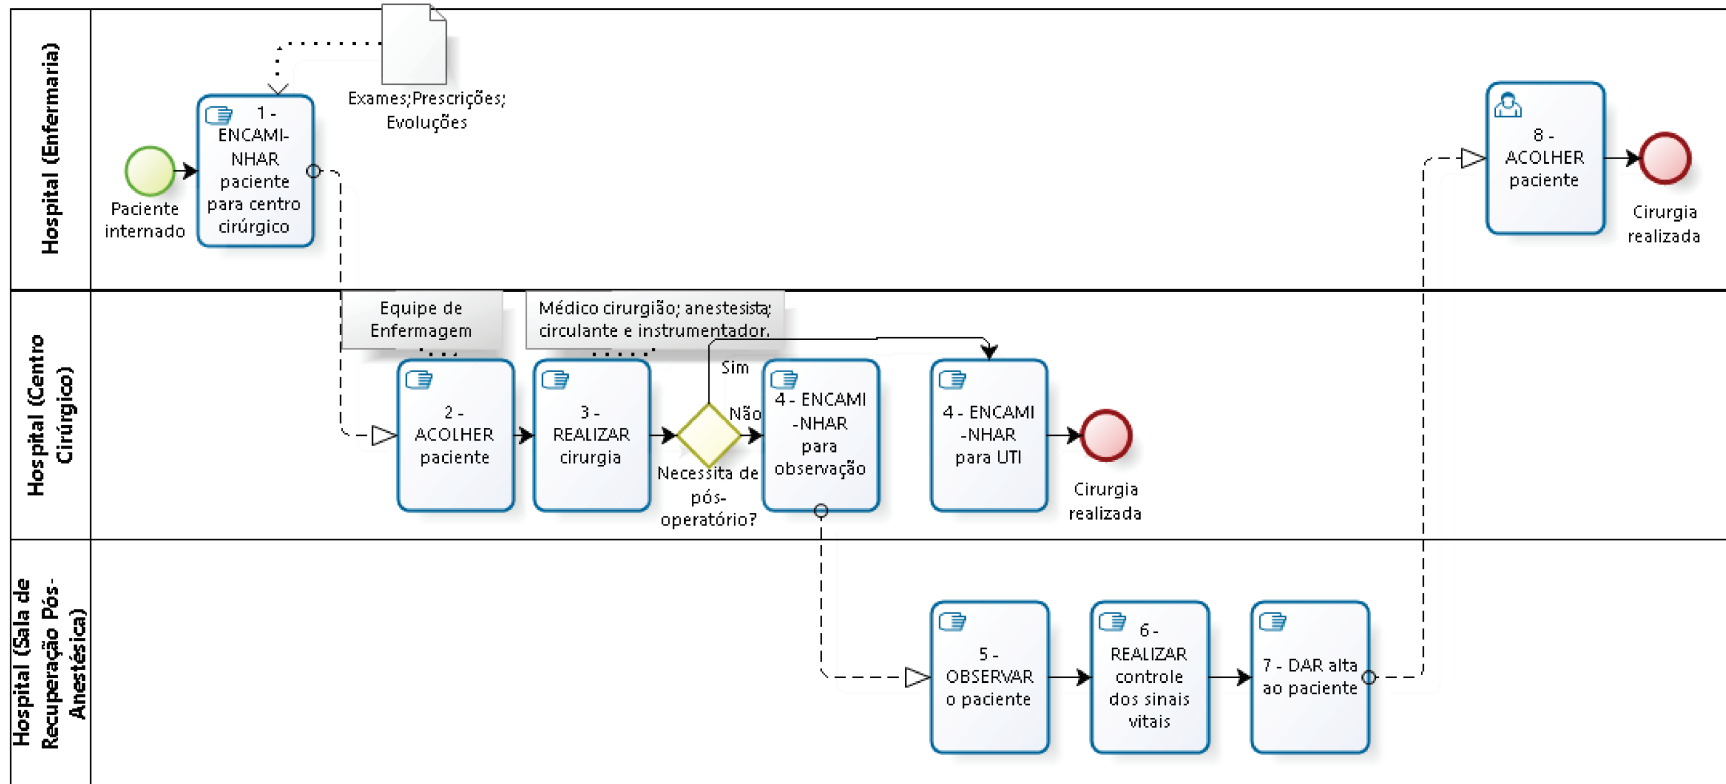 Hospital (Enfermaria)
Paciente
internado
1 -
ENCAMI-
NHAR
paciente
para centro
cirúrgico
Exames;Prescrições;
Evoluções
8 -
ACOLHER
paciente
Cirurgia
realizada
Hospital (Centro
Cirúrgico)
Equipe de
Enfermagem
Médico cirurgião; anestesista;
circulante e instrumentador.
2 -
ACOLHER
paciente
3 -
REALIZAR
cirurgia
Sim
Não
Necessita de
pós-
operatório?
4 - ENCAMI
-NHAR
para
observação
4 - ENCAMI
-NHAR
para UTI
Cirurgia
realizada
Hospital (Sala de
Recuperação Pós-
Anestésica)
5 -
OBSERVAR
o paciente
6 -
REALIZAR
controle
dos sinais
vitais
7 - DAR alta
ao paciente